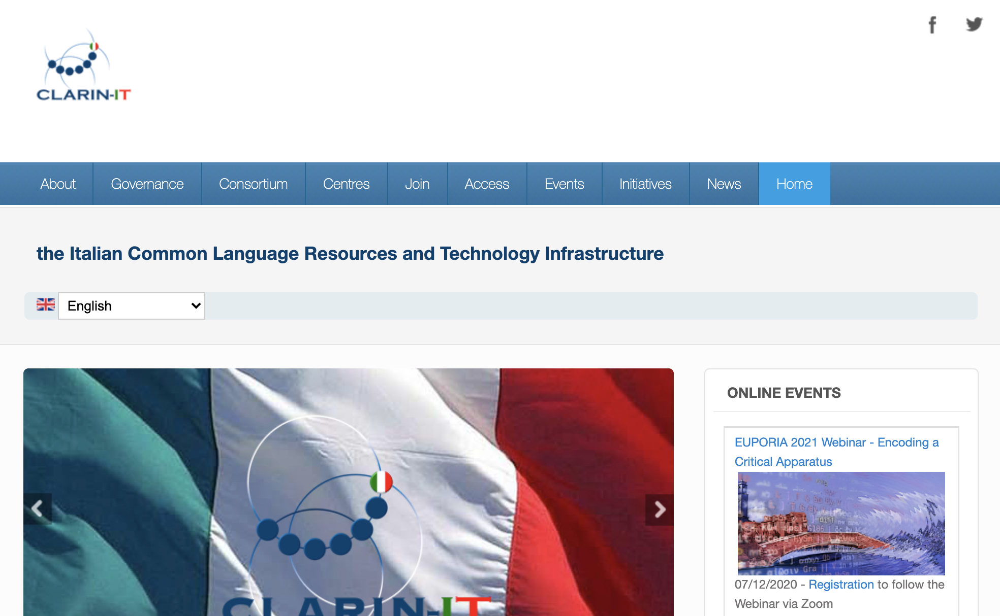 CLARIN-IT
About
Governance
Consortium
Centres
Join
Access
Events
Initiatives
News
Home
the Italian Common Language Resources and Technology Infrastructure
English
CLARIN-IT
ONLINE EVENTS
EUPORIA 2021 Webinar - Encoding a
Critical Apparatus
diff
07/12/2020 - Registration to follow the
Webinar via Zoom